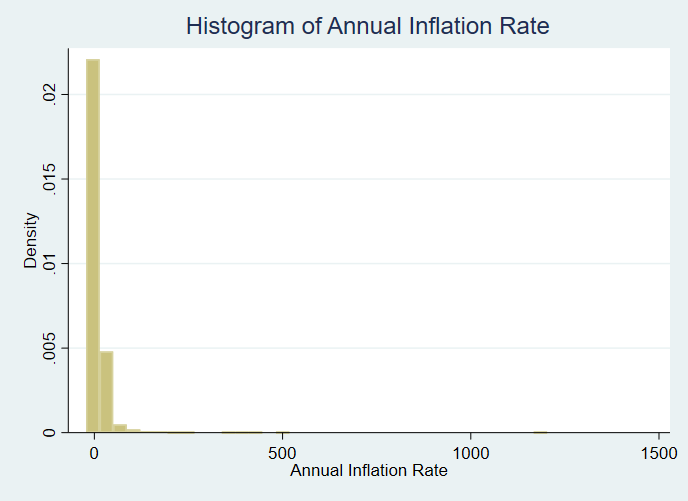 Histogram of Annual Inflation Rate
.02
.015
.01
.005
0
Density
0 500 1000 1500
Annual Inflation Rate